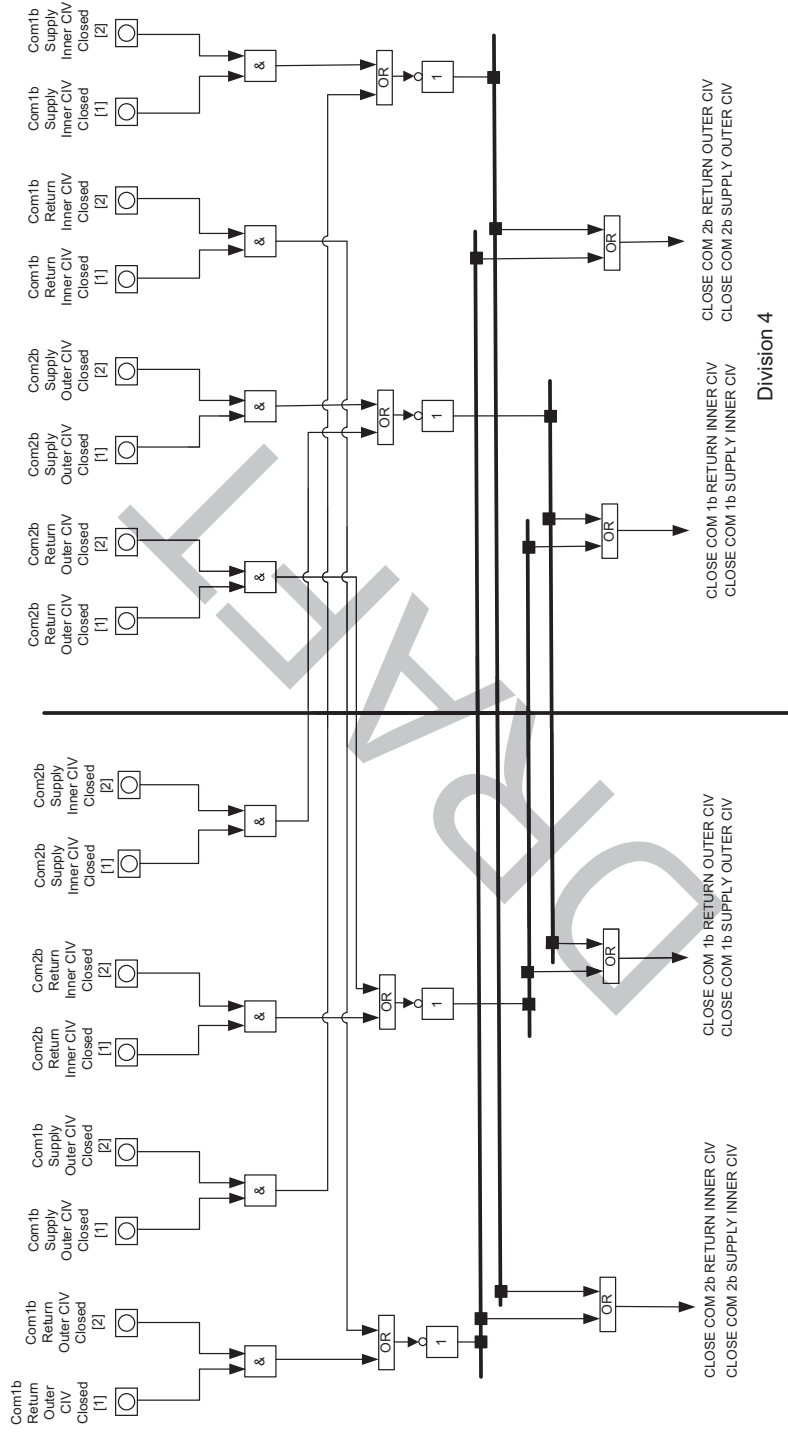 Com1b
Return
Outer
CIV
Closed
[1]
Com1b
Return
Outer CIV
Closed
[2]
Com1b
Supply
Outer CIV
Closed
[1]
Com1b
Supply
Outer CIV
Closed
[2]
Com2b
Return
Inner CIV
Closed
[1]
Com2b
Return
Inner CIV
Closed
[2]
Com2b
Supply
Inner CIV
Closed
[1]
Com2b
Supply
Inner CIV
Closed
[2]
Com2b
Return
Outer CIV
Closed
[1]
Com2b
Return
Outer CIV
Closed
[2]
Com2b
Supply
Outer CIV
Closed
[1]
Com2b
Supply
Outer CIV
Closed
[2]
Com1b
Return
Inner CIV
Closed
[1]
Com1b
Return
Inner CIV
Closed
[2]
Com1b
Supply
Inner CIV
Closed
[1]
Com1b
Supply
Inner CIV
Closed
[2]
&
&
&
&
&
&
&
&
OR
OR
OR
OR
1
1
1
1
OR
OR
OR
OR
CLOSE COM 2b RETURN INNER CIV
CLOSE COM 2b SUPPLY INNER CIV
CLOSE COM 1b RETURN OUTER CIV
CLOSE COM 1b SUPPLY OUTER CIV
CLOSE COM 1b RETURN INNER CIV
CLOSE COM 1b SUPPLY INNER CIV
CLOSE COM 2b RETURN OUTER CIV
CLOSE COM 2b SUPPLY OUTER CIV
Division 4
DRAFT